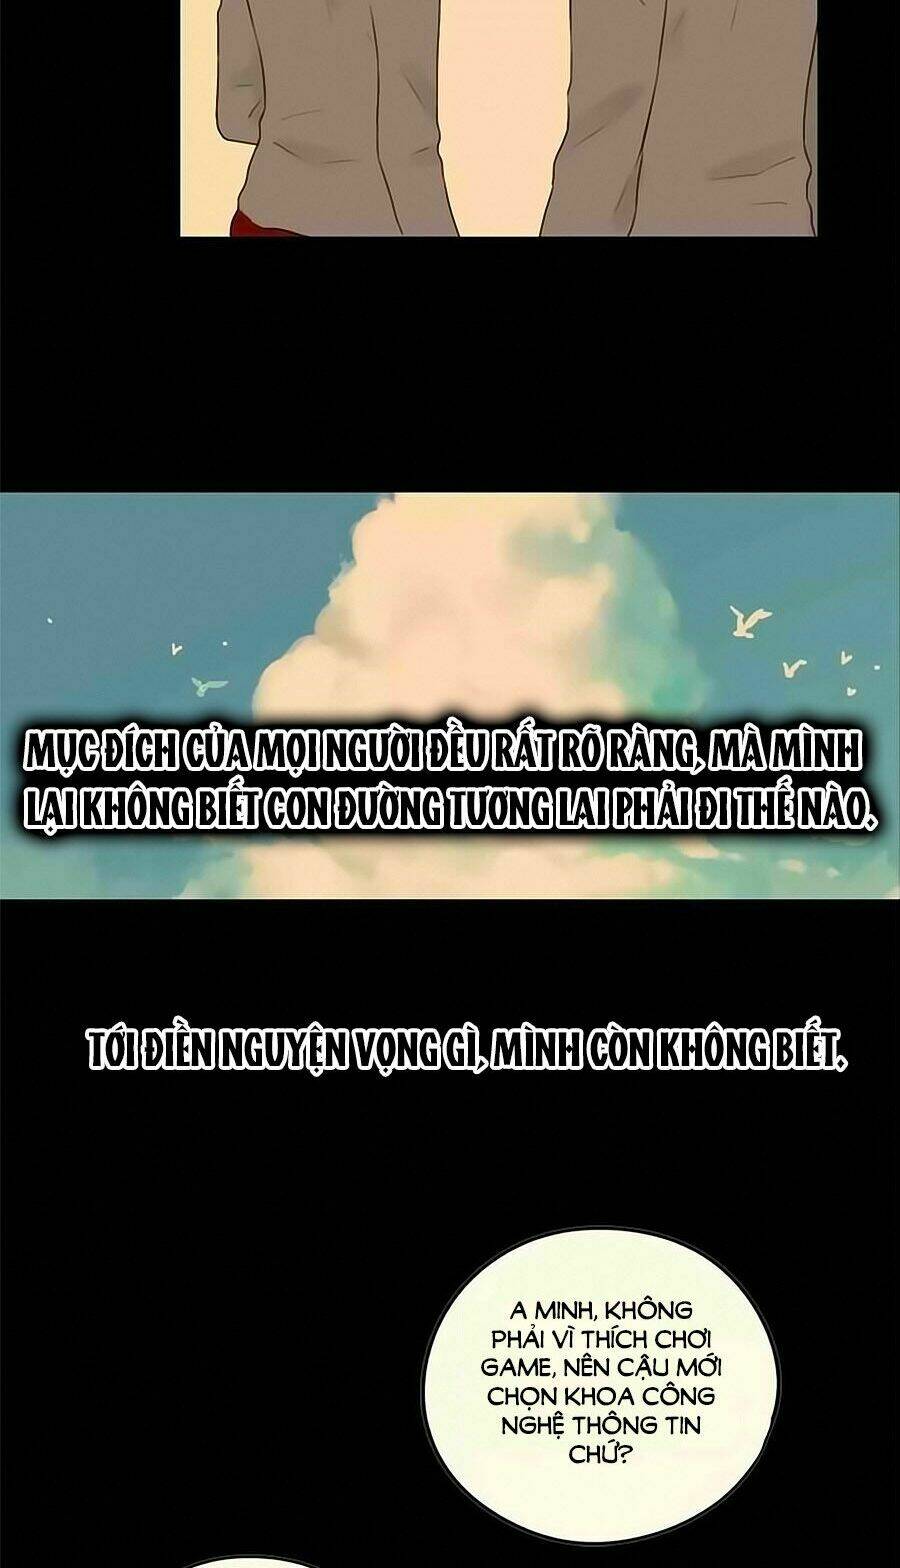 MỤC ĐÍCH CỦA MỌI NGƯỜI ĐỀU RẤT RÕ RÀNG, MÀ MÌNH
LẠI KHÔNG BIẾT CON ĐƯỜNG TƯƠNG LAI PHẢI ĐI THẾ NÀO.
TỚI ĐIỀN NGUYỆN VỌNG GÌ, MÌNH CÒN KHÔNG BIẾT.
A MINH, KHÔNG
PHẢI VÌ THÍCH CHƠI
GAME, NÊN CẬU MỚI
CHỌN KHOA CÔNG
NGHỆ THÔNG TIN
CHỨ?